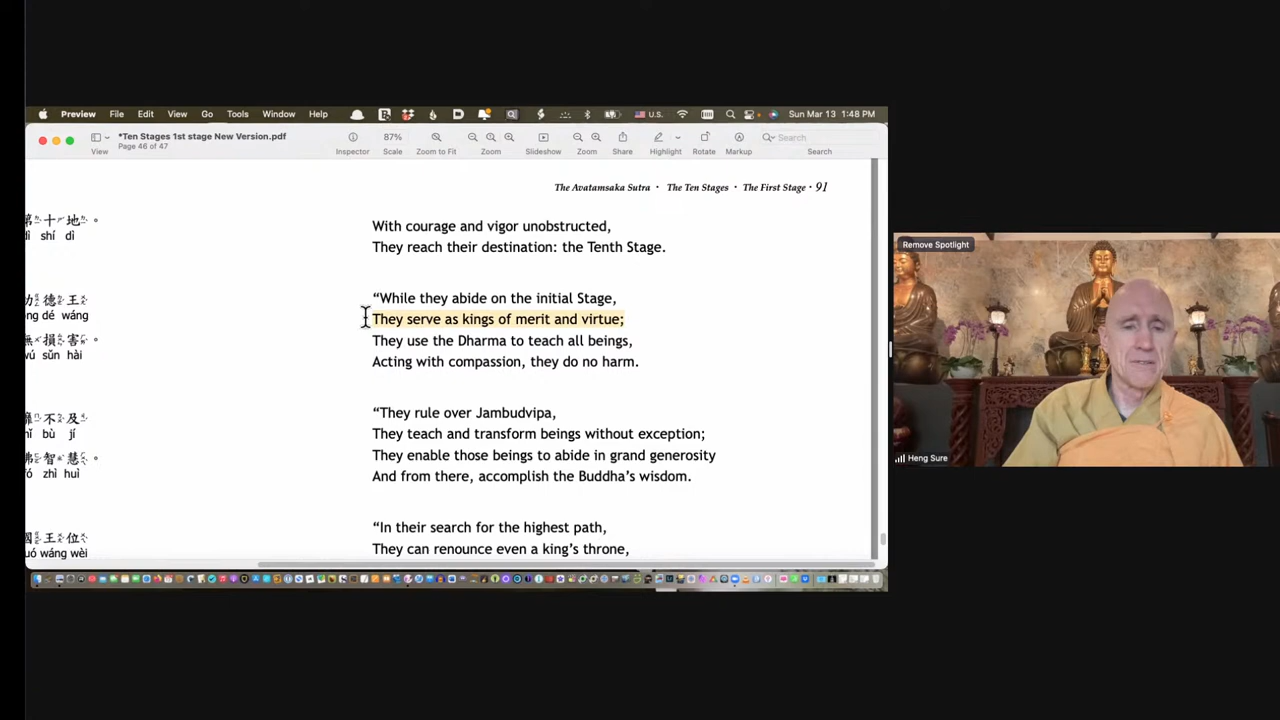 Preview File Edit View Go Tools Window Help U.S. Sun Mar 13 1:48 PM
*Ten Stages 1st stage New Version.pdf
Page 46 of 47
87%
Search
View Inspector Scale Zoom to Fit Zoom Slideshow Zoom Share Highlight Rotate Markup Search
The Avatamsaka Sutra • The Ten Stages • The First Stage • 91
第十地。
dì shí dì
德王
dé wáng
無損害
wú sǔn hài
不及
bù jí
智慧。
zhì huì
國王位
wáng wèi
With courage and vigor unobstructed,
They reach their destination: the Tenth Stage.
“While they abide on the initial Stage,
They serve as kings of merit and virtue;
They use the Dharma to teach all beings,
Acting with compassion, they do no harm.
“They rule over Jambudvipa,
They teach and transform beings without exception;
They enable those beings to abide in grand generosity
And from there, accomplish the Buddha’s wisdom.
“In their search for the highest path,
They can renounce even a king’s throne,
Remove Spotlight
Heng Sure